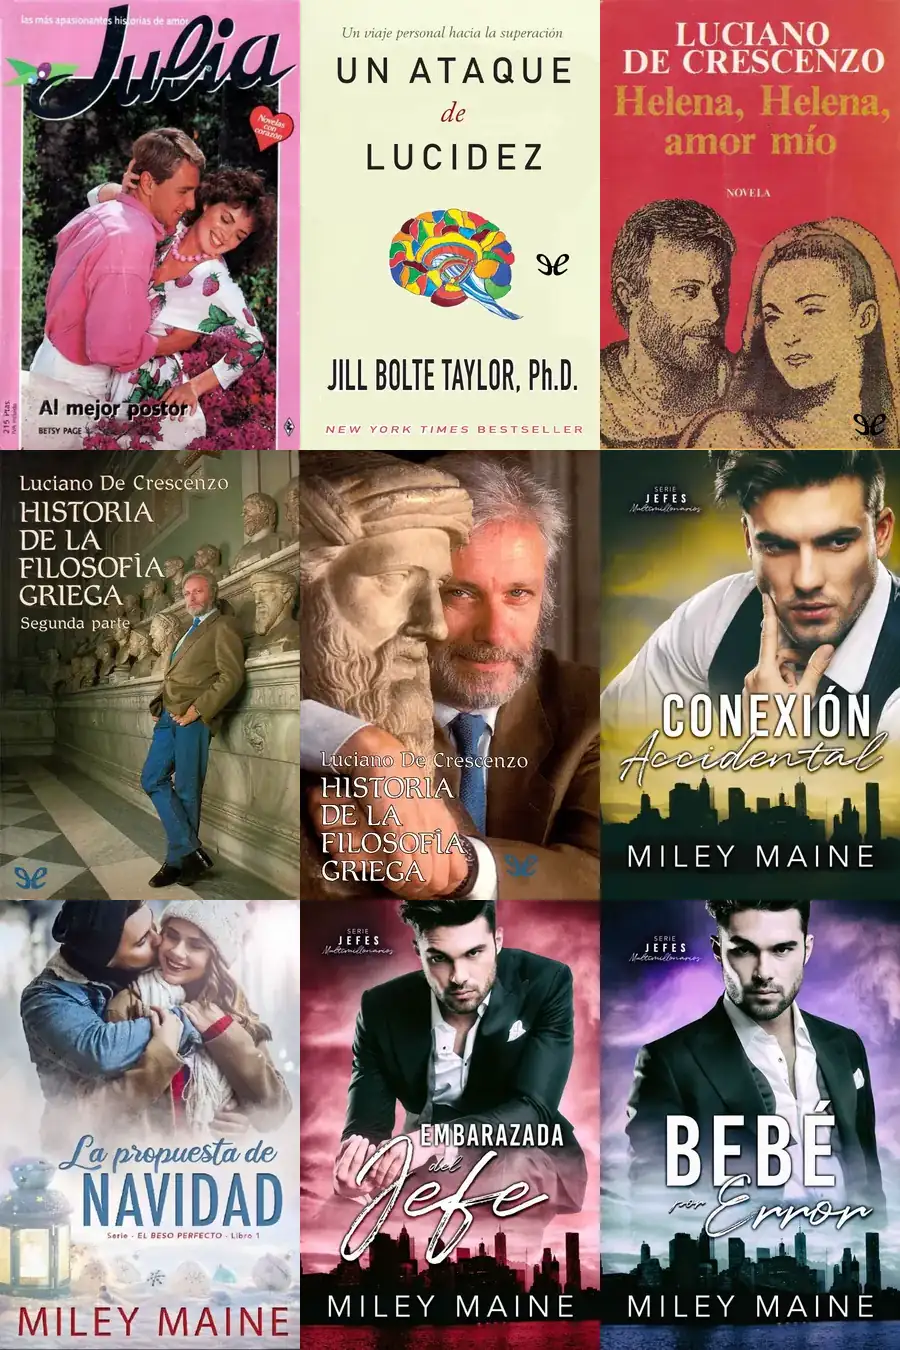 las más apasionantes historias de amor
Julia
Novelas
con
corazón
Al mejor postor
BETSY PAGE
215 Ptas.
Un viaje personal hacia la superación
UN ATAQUE
de
LUCIDEZ
JILL BOLTE TAYLOR, Ph.D.
NEW YORK TIMES BESTSELLER
LUCIANO
DE CRESCENZO
Helena, Helena,
amor mío
NOVELA
Luciano De Crescenzo
HISTORIA
DE LA
FILOSOFÍA
GRIEGA
Segunda parte
Luciano De Crescenzo
HISTORIA
DE LA
FILOSOFÍA
GRIEGA
SERIE
JEFES
Multimillonarios
CONEXIÓN
Accidental
MILEY MAINE
La propuesta de
NAVIDAD
Serie - EL BESO PERFECTO - Libro 1
MILEY MAINE
SERIE
JEFES
Multimillonarios
EMBARAZADA
del
Jefe
MILEY MAINE
SERIE
JEFES
Multimillonarios
BEBÉ
por
Error
MILEY MAINE